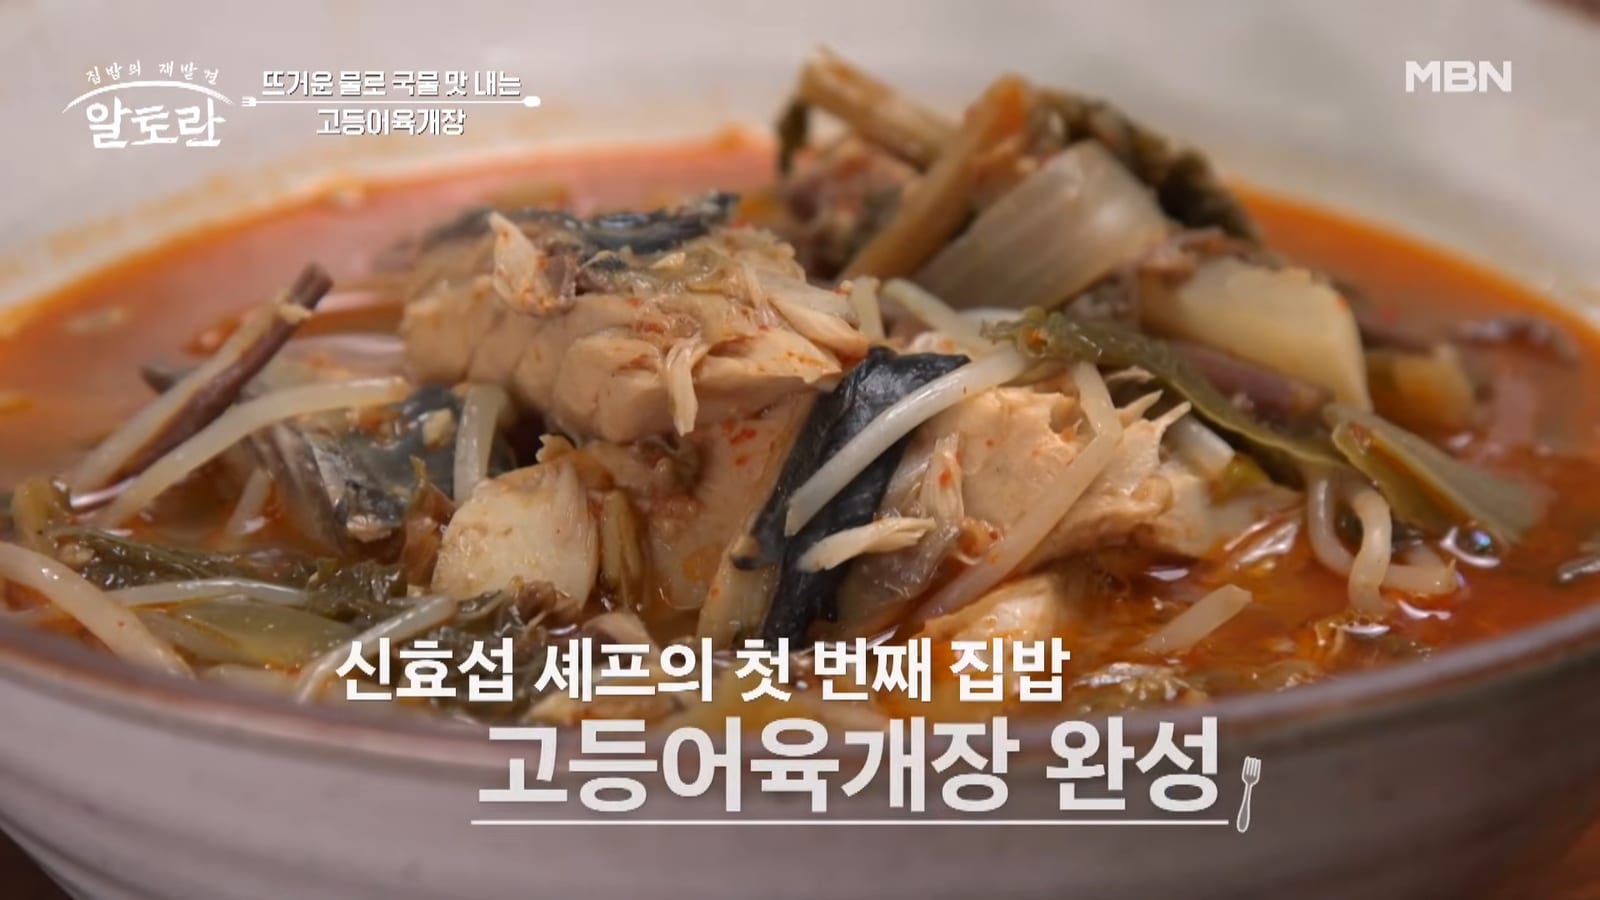 집밥의 재발견
알토란
뜨거운 물로 국물 맛 내는
고등어육개장
MBN
신효섭 셰프의 첫 번째 집밥
고등어육개장 완성